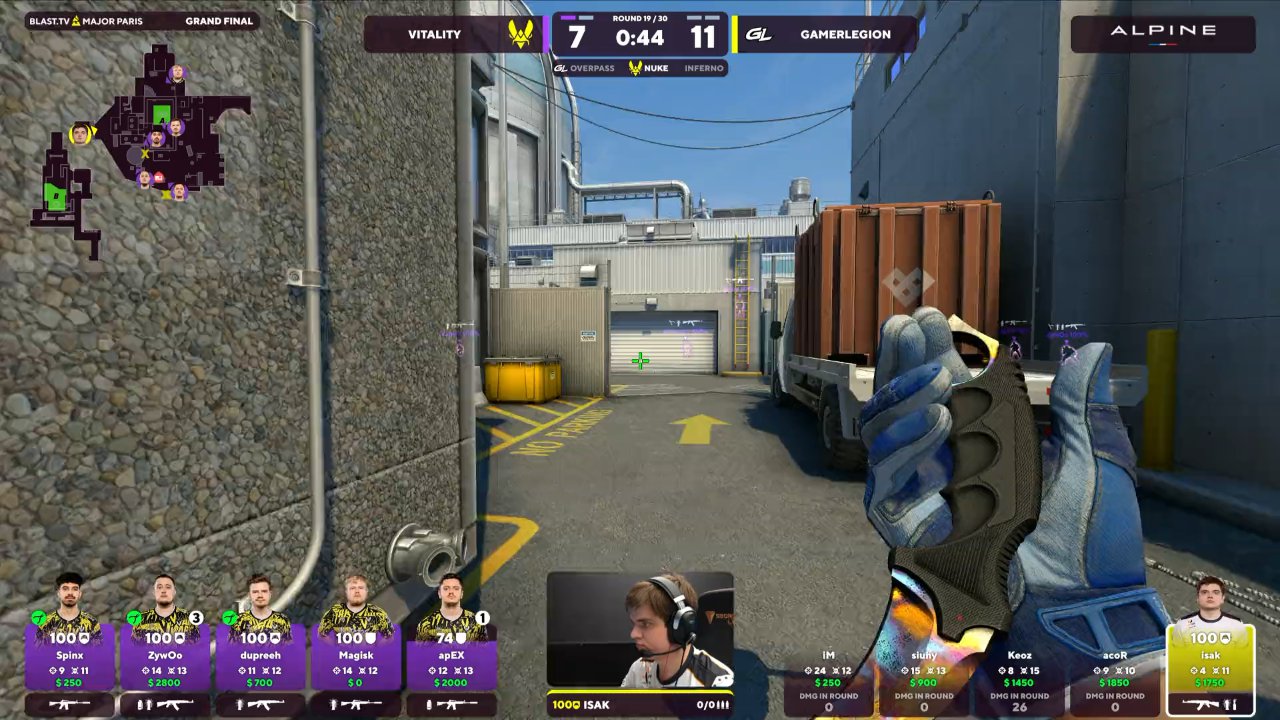 BLAST.TV MAJOR PARIS GRAND FINAL
VITALITY
7
ROUND 19 / 30
0:44
11
GL
GAMERLEGION
ALPINE
GL OVERPASS NUKE INFERNO
NO PARKING
100 100 3 100 100 74 1
Spinx ZywOo dupreeh Magisk apEX
9 11 14 13 11 12 14 12 12 13
$250 $2800 $700 $0 $2000
100 ISAK 0/0
iM siuhy Keoz acoR isak
100
24 12 15 13 8 15 9 10 4 11
$250 $900 $1450 $1850 $1750
DMG IN ROUND DMG IN ROUND DMG IN ROUND DMG IN ROUND
0 0 26 0